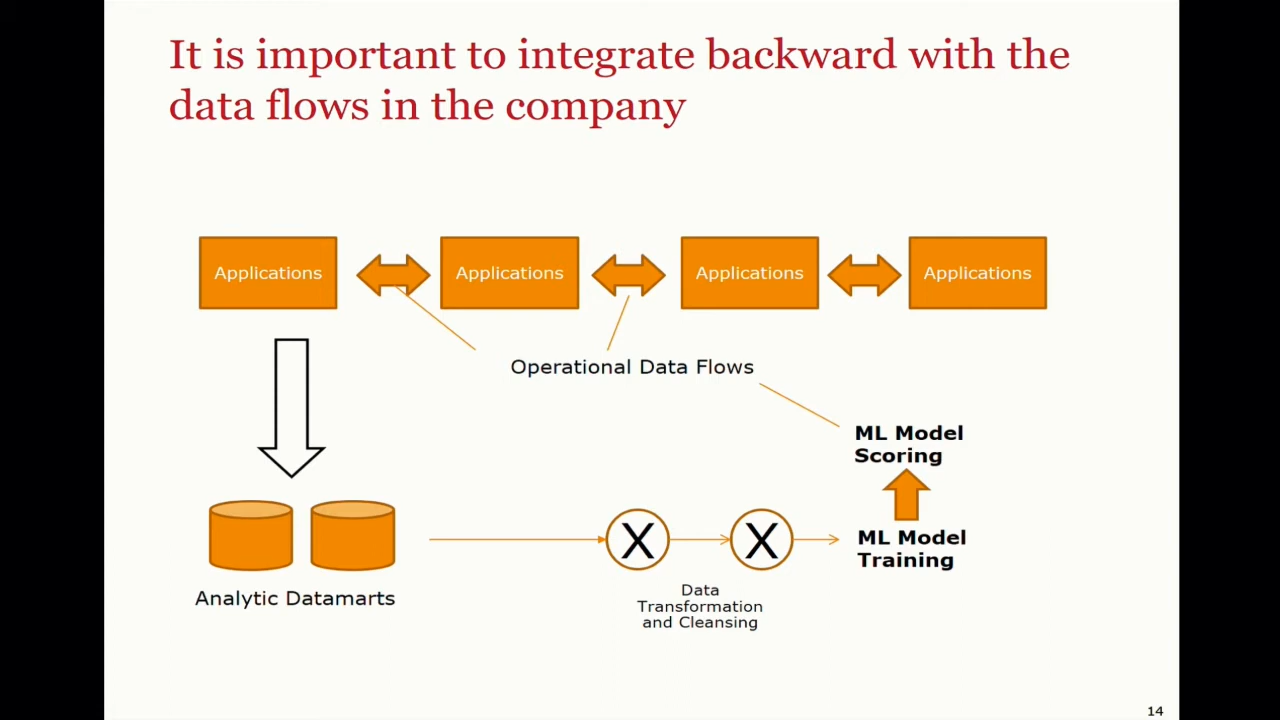 It is important to integrate backward with the
data flows in the company
Applications
Applications
Applications
Applications
Operational Data Flows
ML Model
Scoring
X
X
ML Model
Training
Data
Transformation
and Cleansing
Analytic Datamarts
14